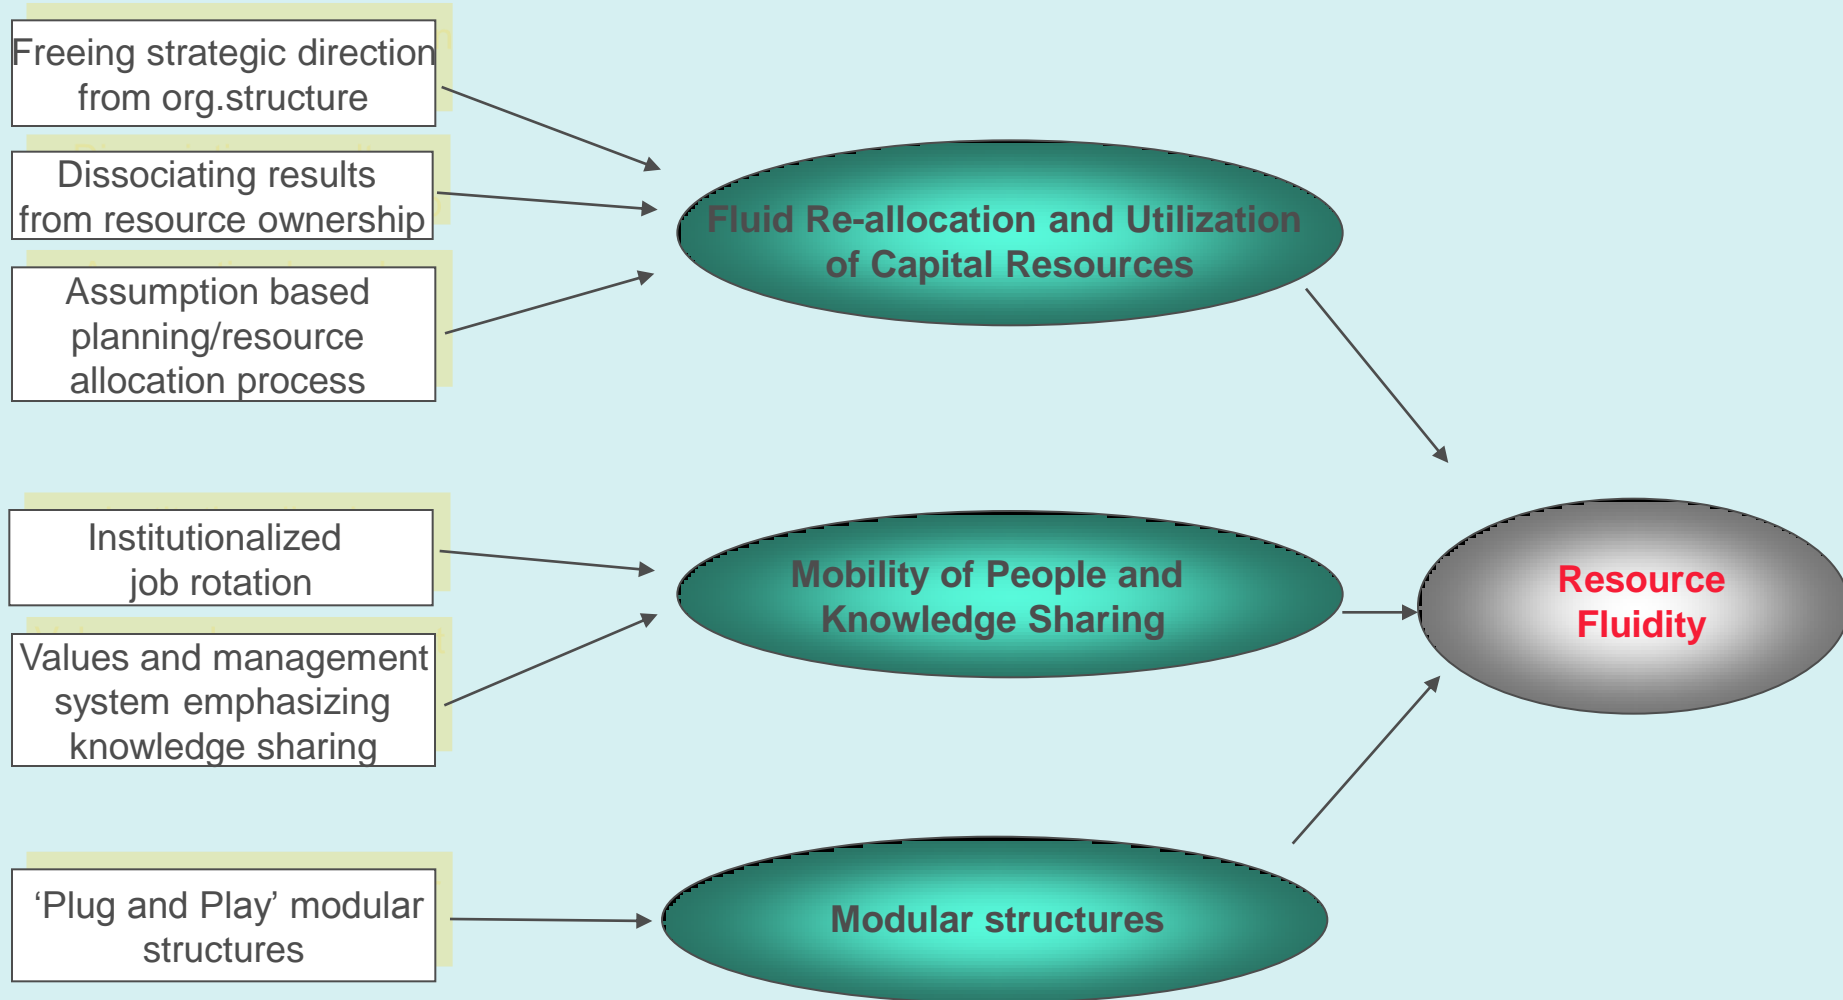 Freeing strategic direction
from org.structure
Dissociating results
from resource ownership
Assumption based
planning/resource
allocation process
Fluid Re-allocation and Utilization
of Capital Resources
Institutionalized
job rotation
Values and management
system emphasizing
knowledge sharing
Mobility of People and
Knowledge Sharing
Resource
Fluidity
‘Plug and Play’ modular
structures
Modular structures